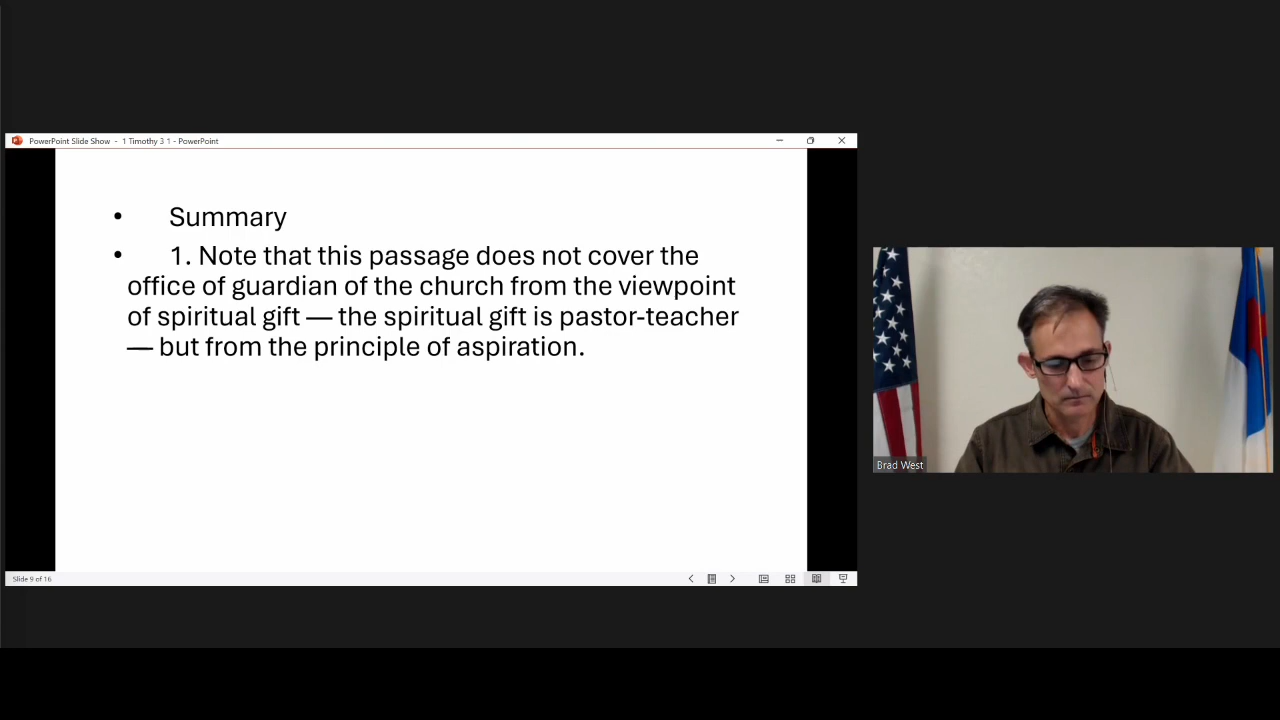 PowerPoint Slide Show - 1 Timothy 3 1 - PowerPoint
• Summary
• 1. Note that this passage does not cover the
office of guardian of the church from the viewpoint
of spiritual gift — the spiritual gift is pastor-teacher
— but from the principle of aspiration.
Brad West
Slide 9 of 16